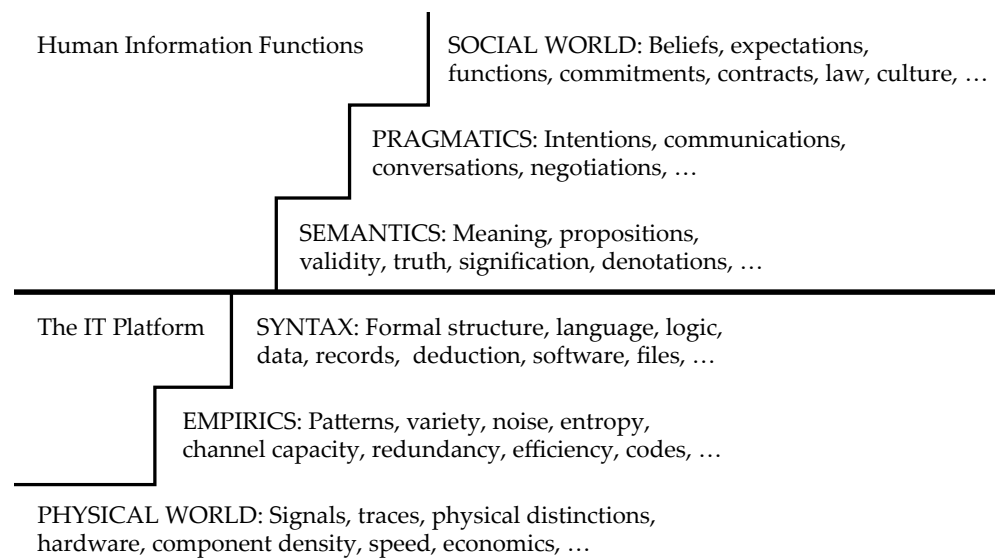 Human Information Functions
SOCIAL WORLD: Beliefs, expectations,
functions, commitments, contracts, law, culture, …
PRAGMATICS: Intentions, communications,
conversations, negotiations, …
SEMANTICS: Meaning, propositions,
validity, truth, signification, denotations, …
The IT Platform
SYNTAX: Formal structure, language, logic,
data, records, deduction, software, files, …
EMPIRICS: Patterns, variety, noise, entropy,
channel capacity, redundancy, efficiency, codes, …
PHYSICAL WORLD: Signals, traces, physical distinctions,
hardware, component density, speed, economics, …